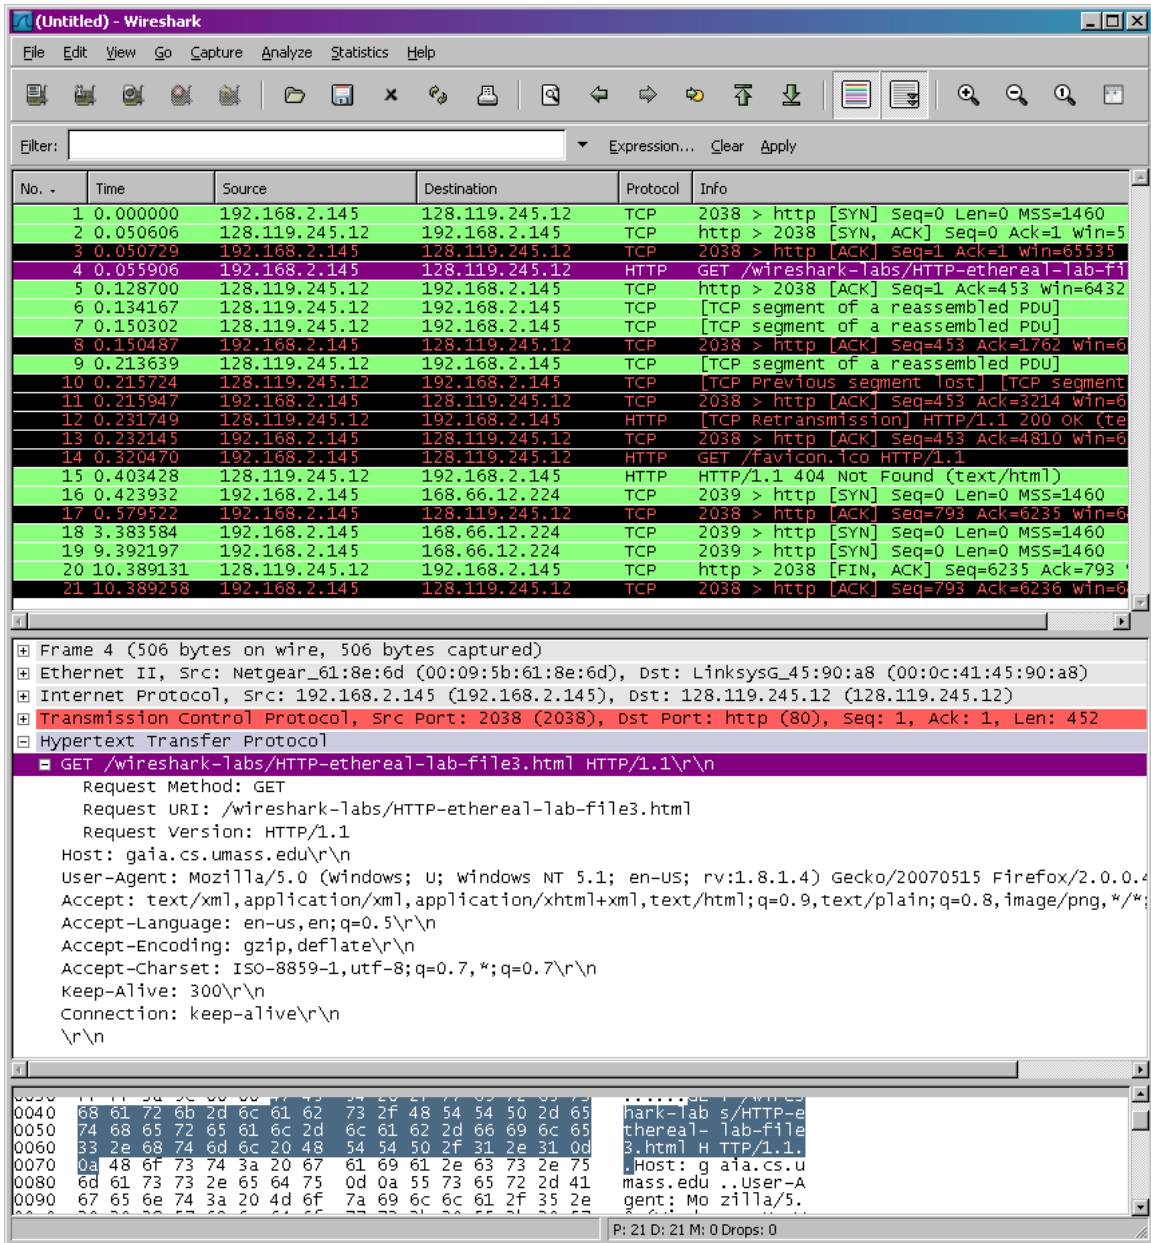 (Untitled) - Wireshark
File Edit View Go Capture Analyze Statistics Help
Filter: Expression... Clear Apply
No. - Time Source Destination Protocol Info
1 0.000000 192.168.2.145 128.119.245.12 TCP 2038 > http [SYN] Seq=0 Len=0 MSS=1460
2 0.050606 128.119.245.12 192.168.2.145 TCP http > 2038 [SYN, ACK] Seq=0 Ack=1 Win=5
3 0.050729 192.168.2.145 128.119.245.12 TCP 2038 > http [ACK] Seq=1 Ack=1 Win=65535
4 0.055906 192.168.2.145 128.119.245.12 HTTP GET /wireshark-labs/HTTP-ethereal-lab-fi
5 0.128700 128.119.245.12 192.168.2.145 TCP http > 2038 [ACK] Seq=1 Ack=453 Win=6432
6 0.134167 128.119.245.12 192.168.2.145 TCP [TCP segment of a reassembled PDU]
7 0.150302 128.119.245.12 192.168.2.145 TCP [TCP segment of a reassembled PDU]
8 0.150487 192.168.2.145 128.119.245.12 TCP 2038 > http [ACK] Seq=453 Ack=1762 Win=6
9 0.213639 128.119.245.12 192.168.2.145 TCP [TCP segment of a reassembled PDU]
10 0.215724 128.119.245.12 192.168.2.145 TCP [TCP Previous segment lost] [TCP segment
11 0.215947 192.168.2.145 128.119.245.12 TCP 2038 > http [ACK] Seq=453 Ack=3214 Win=6
12 0.231749 128.119.245.12 192.168.2.145 HTTP [TCP Retransmission] HTTP/1.1 200 OK (te
13 0.232145 192.168.2.145 128.119.245.12 TCP 2038 > http [ACK] Seq=453 Ack=4810 Win=6
14 0.320470 192.168.2.145 128.119.245.12 HTTP GET /favicon.ico HTTP/1.1
15 0.403428 128.119.245.12 192.168.2.145 HTTP HTTP/1.1 404 Not Found (text/html)
16 0.423932 192.168.2.145 168.66.12.224 TCP 2039 > http [SYN] Seq=0 Len=0 MSS=1460
17 0.579522 192.168.2.145 128.119.245.12 TCP 2038 > http [ACK] Seq=793 Ack=6235 Win=6
18 3.383584 192.168.2.145 168.66.12.224 TCP 2039 > http [SYN] Seq=0 Len=0 MSS=1460
19 9.392197 192.168.2.145 168.66.12.224 TCP 2039 > http [SYN] Seq=0 Len=0 MSS=1460
20 10.389131 128.119.245.12 192.168.2.145 TCP http > 2038 [FIN, ACK] Seq=6235 Ack=793
21 10.389258 192.168.2.145 128.119.245.12 TCP 2038 > http [ACK] Seq=793 Ack=6236 Win=6
Frame 4 (506 bytes on wire, 506 bytes captured)
Ethernet II, Src: Netgear_61:8e:6d (00:09:5b:61:8e:6d), Dst: LinksysG_45:90:a8 (00:0c:41:45:90:a8)
Internet Protocol, Src: 192.168.2.145 (192.168.2.145), Dst: 128.119.245.12 (128.119.245.12)
Transmission Control Protocol, Src Port: 2038 (2038), Dst Port: http (80), Seq: 1, Ack: 1, Len: 452
Hypertext Transfer Protocol
GET /wireshark-labs/HTTP-ethereal-lab-file3.html HTTP/1.1\r\n
Request Method: GET
Request URI: /wireshark-labs/HTTP-ethereal-lab-file3.html
Request Version: HTTP/1.1
Host: gaia.cs.umass.edu\r\n
User-Agent: Mozilla/5.0 (Windows; U; Windows NT 5.1; en-US; rv:1.8.1.4) Gecko/20070515 Firefox/2.0.0.4
Accept: text/xml,application/xml,application/xhtml+xml,text/html;q=0.9,text/plain;q=0.8,image/png,*/*;
Accept-Language: en-us,en;q=0.5\r\n
Accept-Encoding: gzip,deflate\r\n
Accept-Charset: ISO-8859-1,utf-8;q=0.7,*;q=0.7\r\n
Keep-Alive: 300\r\n
Connection: keep-alive\r\n
\r\n
0040 68 61 72 6b 2d 6c 61 62 73 2f 48 54 54 50 2d 65 hark-lab s/HTTP-e
0050 74 68 65 72 65 61 6c 2d 6c 61 62 2d 66 69 6c 65 thereal- lab-file
0060 33 2e 68 74 6d 6c 20 48 54 54 50 2f 31 2e 31 0d 3.html H TTP/1.1.
0070 0a 48 6f 73 74 3a 20 67 61 69 61 2e 63 73 2e 75 .Host: g aia.cs.u
0080 6d 61 73 73 2e 65 64 75 0d 0a 55 73 65 72 2d 41 mass.edu ..User-A
0090 67 65 6e 74 3a 20 4d 6f 7a 69 6c 6c 61 2f 35 2e gent: Mo zilla/5.
P: 21 D: 21 M: 0 Drops: 0